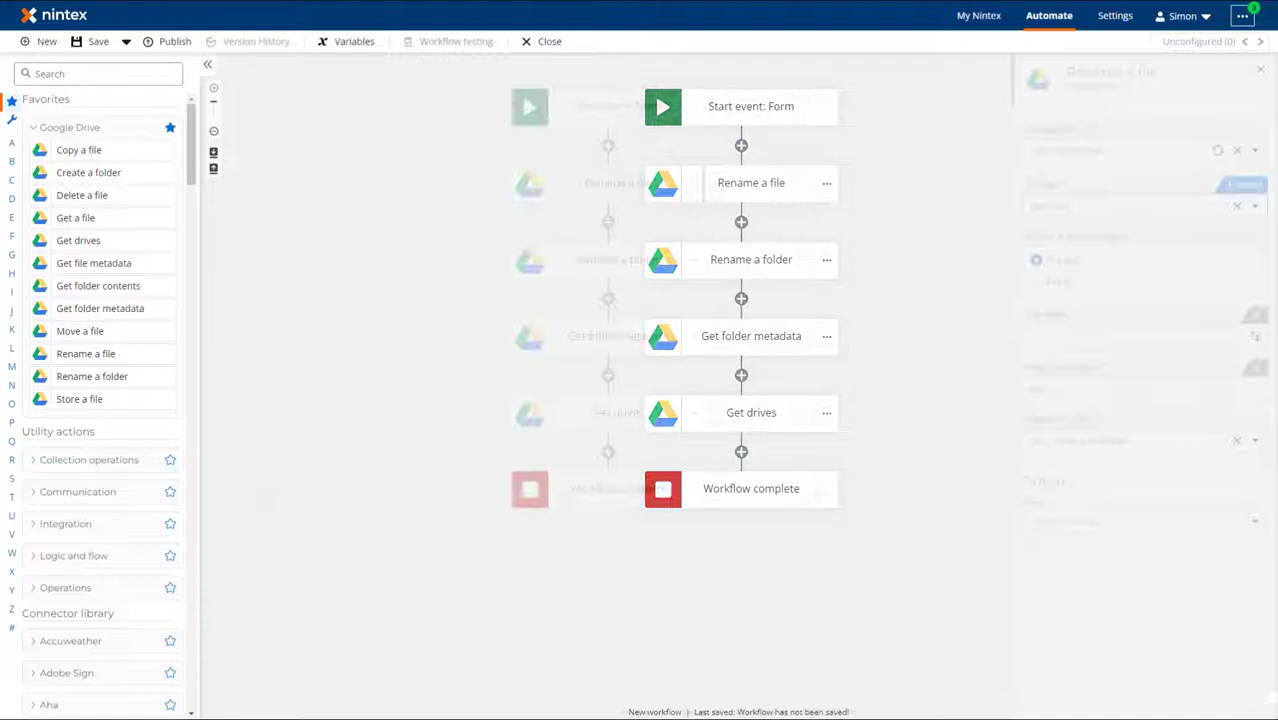 nintex
My Nintex
Automate
Settings
Simon
3
New
Save
Publish
Version History
Variables
Workflow testing
Close
Unconfigured (0)
Search
Favorites
Google Drive
Copy a file
Create a folder
Delete a file
Get a file
Get drives
Get file metadata
Get folder contents
Get folder metadata
Move a file
Rename a file
Rename a folder
Store a file
Utility actions
Collection operations
Communication
Integration
Logic and flow
Operations
Connector library
Accuweather
Adobe Sign
Aha
A
B
C
D
E
F
G
H
I
J
K
L
M
N
O
P
Q
R
S
T
U
V
W
X
Y
Z
#
Start event: Form
Rename a file
Rename a folder
Get folder metadata
Get drives
Workflow complete
New workflow | Last saved: Workflow has not been saved!